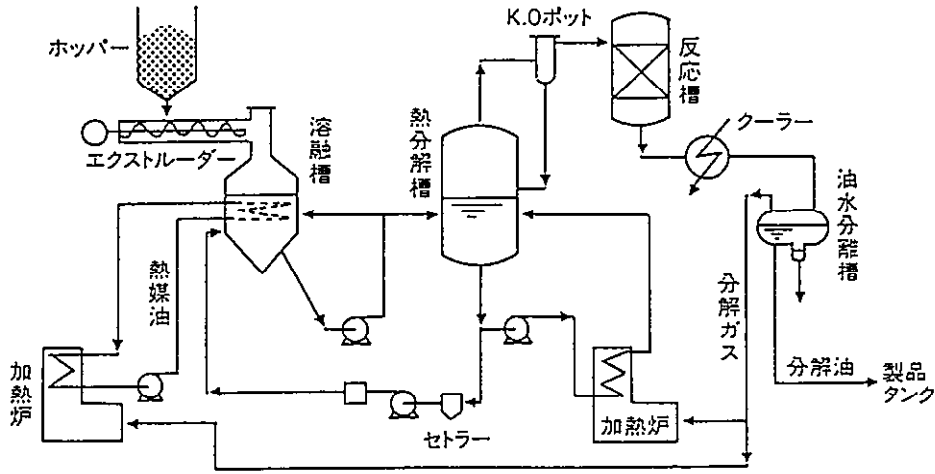 K.Oポット
ホッパー
反応槽
熱分解槽
クーラー
溶融槽
エクストルーダー
油水分離槽
熱媒油
分解ガス
分解油
製品
タンク
加熱炉
加熱炉
セトラー